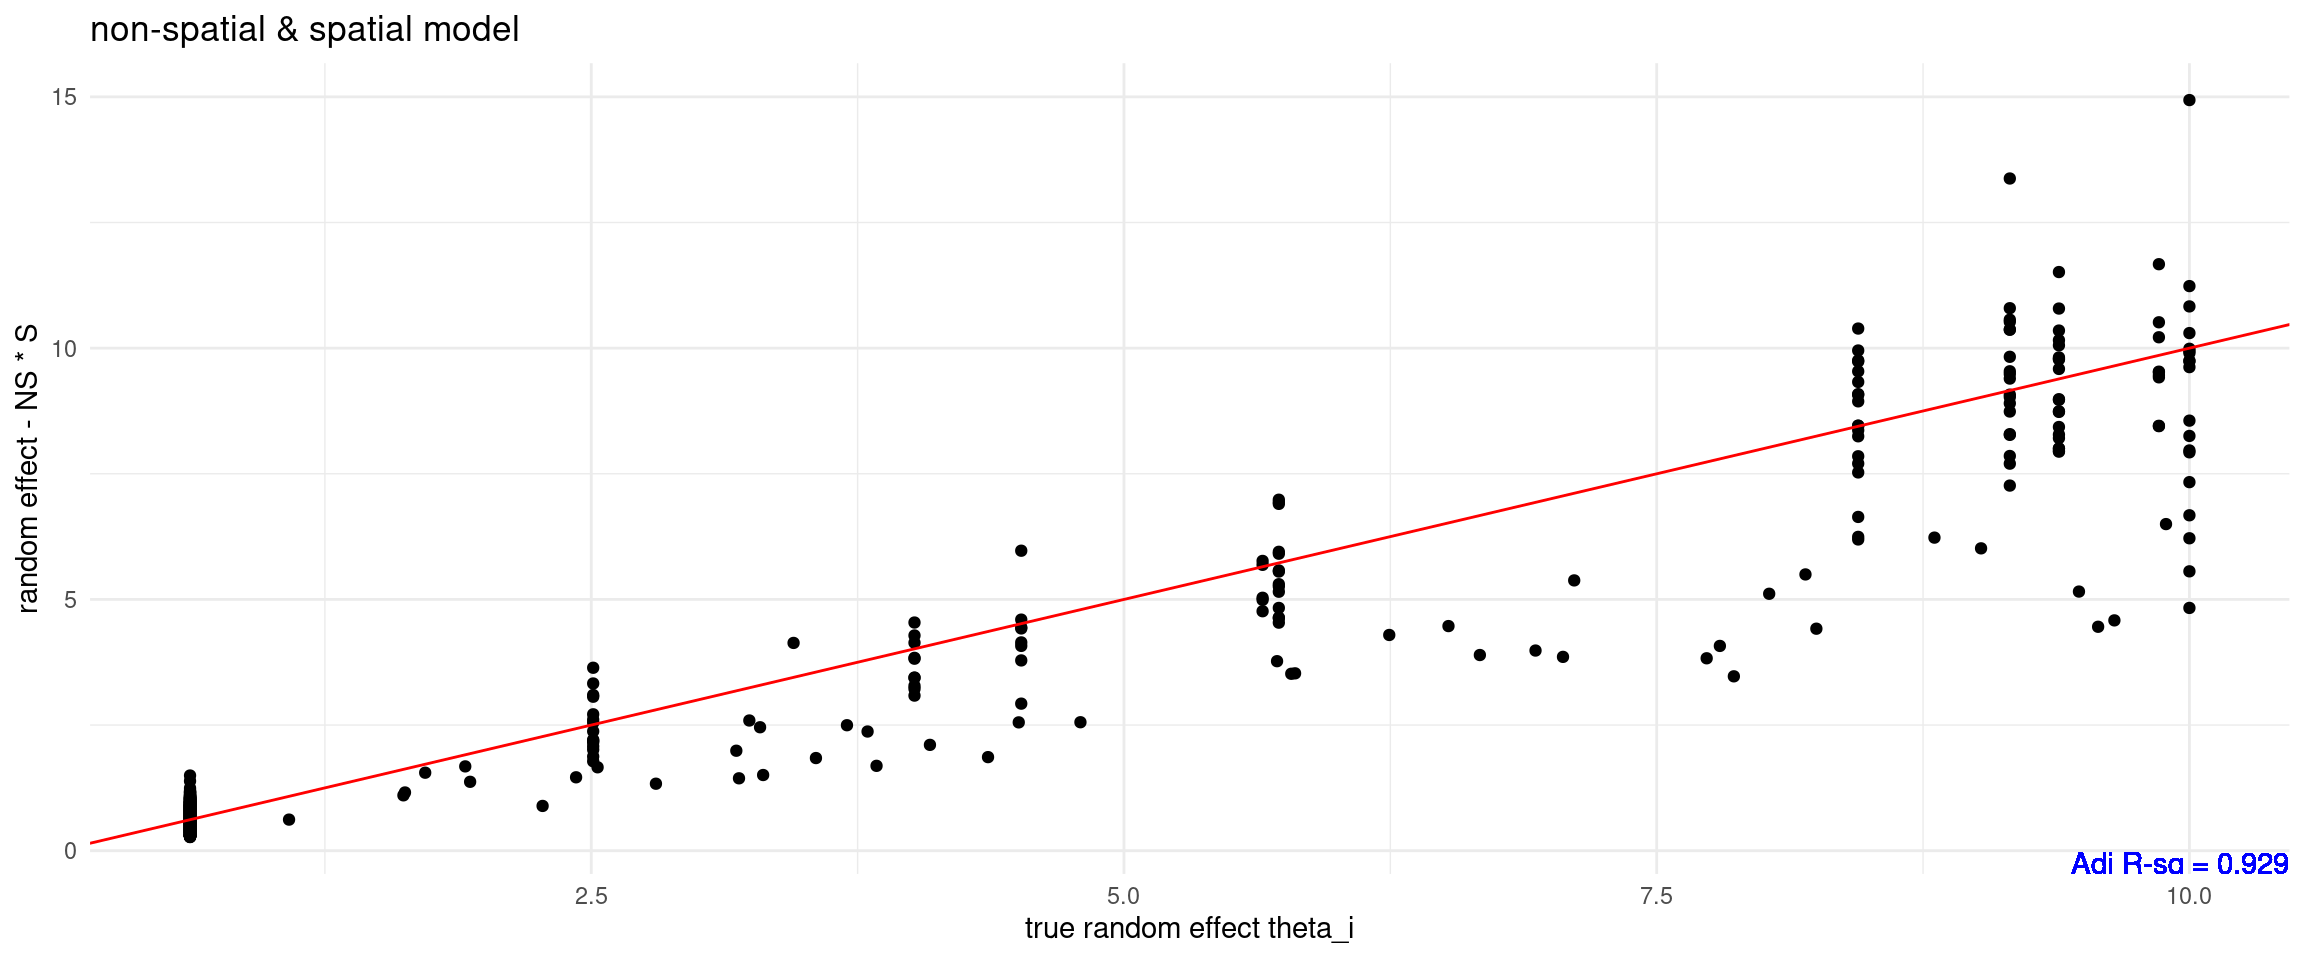 non-spatial & spatial model
random effect - NS * S
15
10
5
0
Adj R-sq = 0.929
2.5
5.0
7.5
10.0
true random effect theta_i